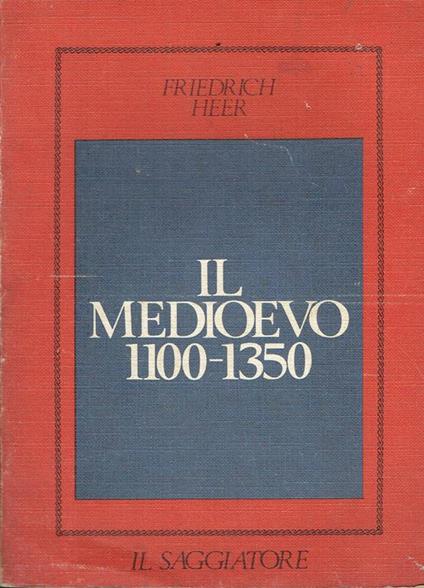 FRIEDRICH
HEER
IL
MEDIOEVO
1100-1350
IL SAGGIATORE